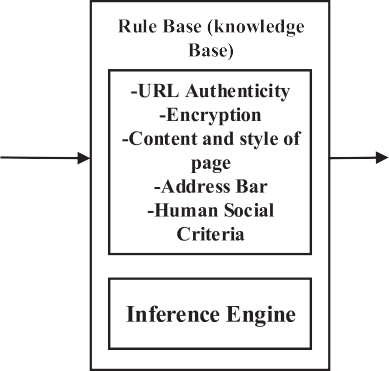 Rule Base (knowledge
Base)
-URL Authenticity
-Encryption
-Content and style of
page
-Address Bar
-Human Social
Criteria
Inference Engine